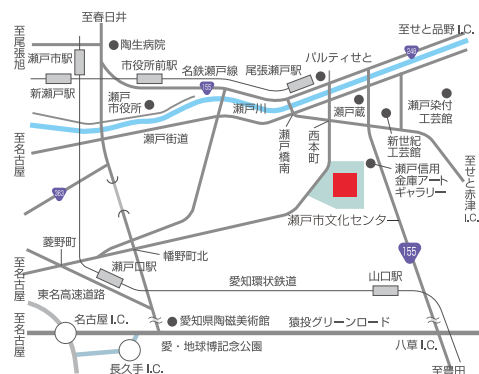 至春日井
至尾張旭
陶生病院
至せと品野 I.C.
248
瀬戸市駅
市役所前駅
名鉄瀬戸線
尾張瀬戸駅
パルティせと
新瀬戸駅
155
瀬戸市役所
瀬戸川
瀬戸蔵
瀬戸染付工芸館
至名古屋
瀬戸街道
瀬戸橋南
西本町
新世紀工芸館
瀬戸信用金庫アートギャラリー
至せと赤津 I.C.
363
瀬戸市文化センター
菱野町
幡野町北
155
至名古屋
瀬戸口駅
愛知環状鉄道
山口駅
東名高速道路
至名古屋
名古屋 I.C.
愛知県陶磁美術館
猿投グリーンロード
愛・地球博記念公園
八草 I.C.
長久手 I.C.
至豊田